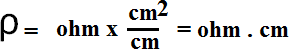 ρ = ohm x cm²/cm = ohm . cm